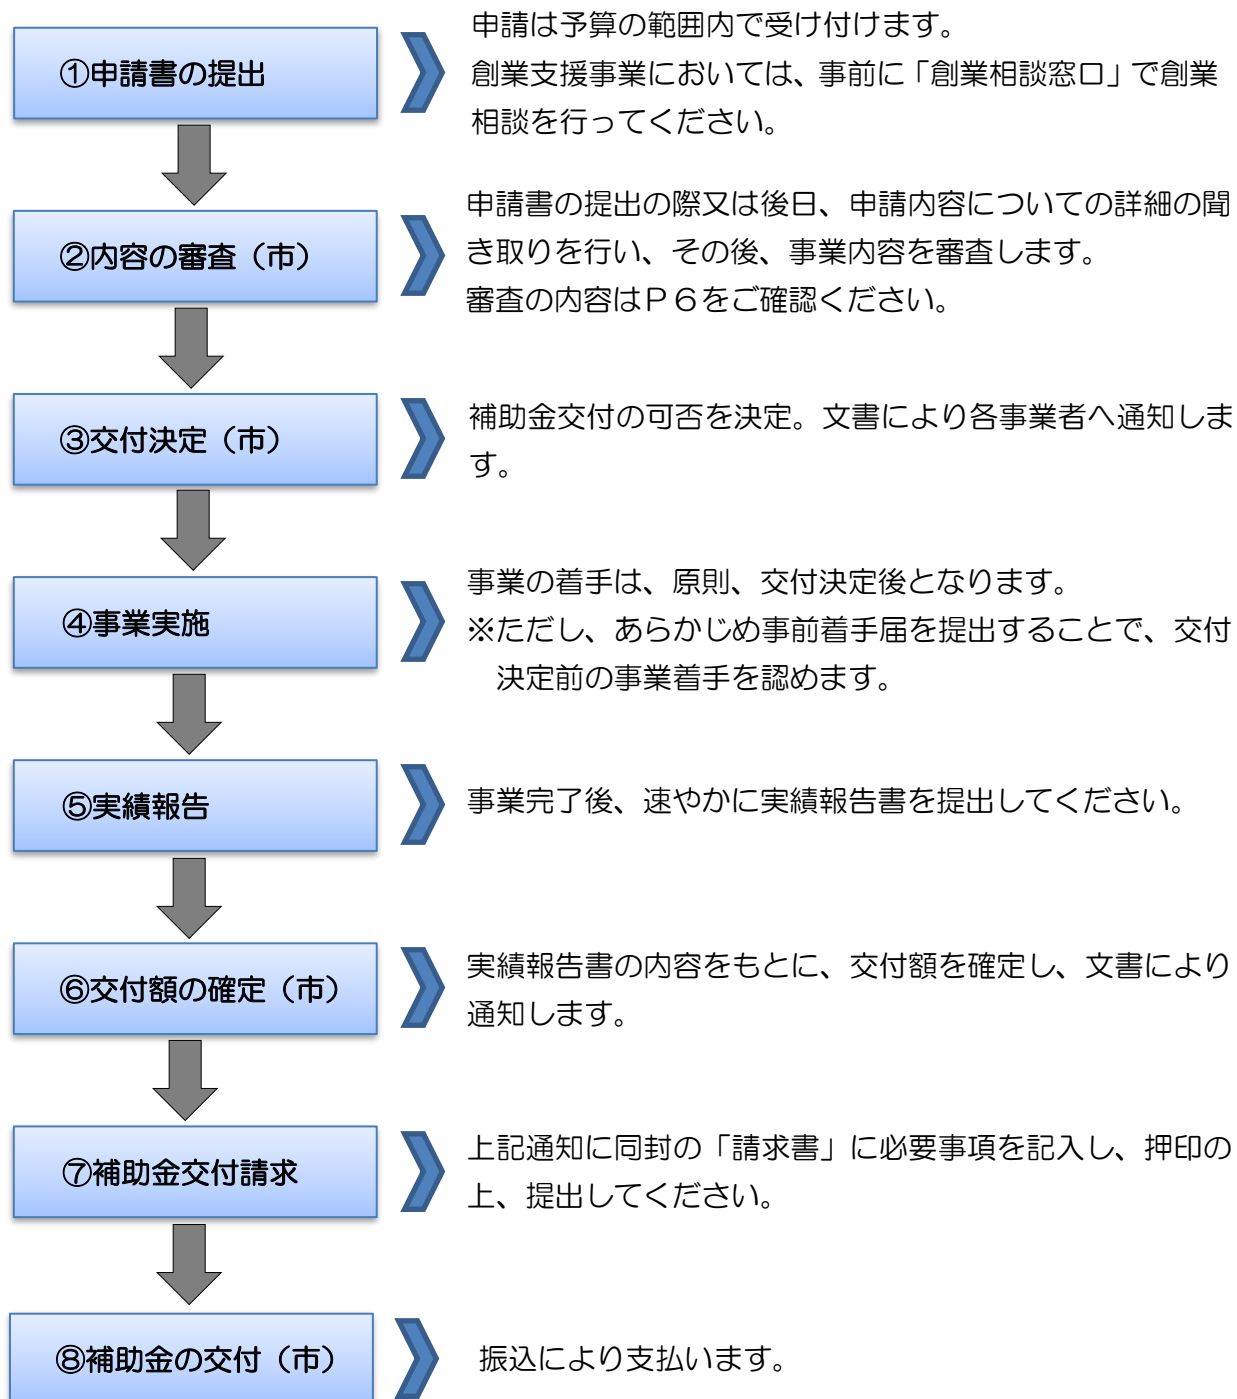 ①申請書の提出
申請は予算の範囲内で受け付けます。
創業支援事業においては、事前に「創業相談窓口」で創業
相談を行ってください。
②内容の審査（市）
申請書の提出の際又は後日、申請内容についての詳細の聞
き取りを行い、その後、事業内容を審査します。
審査の内容はＰ６をご確認ください。
③交付決定（市）
補助金交付の可否を決定。文書により各事業者へ通知しま
す。
④事業実施
事業の着手は、原則、交付決定後となります。
※ただし、あらかじめ事前着手届を提出することで、交付
決定前の事業着手を認めます。
⑤実績報告
事業完了後、速やかに実績報告書を提出してください。
⑥交付額の確定（市）
実績報告書の内容をもとに、交付額を確定し、文書により
通知します。
⑦補助金交付請求
上記通知に同封の「請求書」に必要事項を記入し、押印の
上、提出してください。
⑧補助金の交付（市）
振込により支払います。